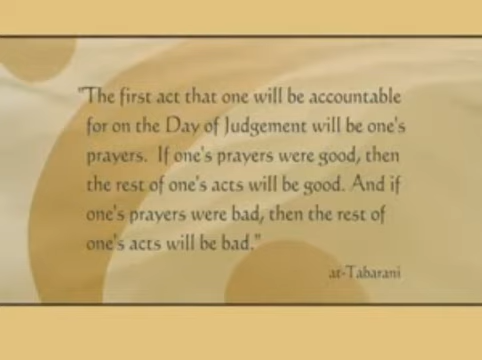 "The first act that one will be accountable
for on the Day of Judgement will be one's
prayers. If one's prayers were good, then
the rest of one's acts will be good. And if
one's prayers were bad, then the rest of
one's acts will be bad."
at-Tabarani